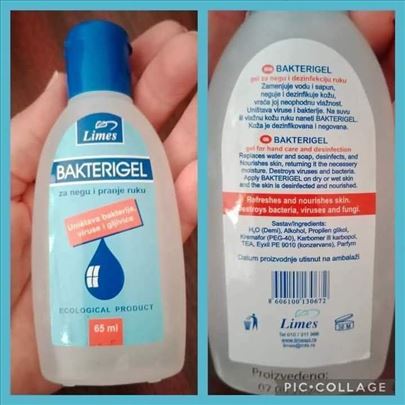 Limes
BAKTERIGEL
za negu i pranje ruku
Uništava bakterije,
viruse i gljivice
ECOLOGICAL PRODUCT
65 ml
BAKTERIGEL
gel za negu i dezinfekciju ruku
Zamenjuje vodu i sapun,
neguje i dezinfikuje kožu,
vraća joj neophodnu vlažnost.
Uništava viruse i bakterije. Na suvu
ili vlažnu kožu ruku naneti BAKTERIGEL.
Koža je dezinfikovana i negovana.
BAKTERIGEL
gel for hand care and desinfection
Replaces water and soap, desinfects, and
Nourishes skin, returning it the necessery
moisture. Destroys bacteria and viruses.
Apply BAKTERIGEL on dry or wet skin
and the skin is desinfected and nourished.
Refreshes and nourishes skin.
Destroys bacteria, viruses and fungi.
Sastav/Ingredients:
H₂O (Demi), Alkohol, Propilen glikol,
Kremafor (PEG-40), Karbomer ili karbopol,
TEA, Eyxil PE 9010 (konzervans), Parfym
Datum proizvodnje utisnut na ambalaži
8606100130672
Limes
30 M
Proizvedeno:
PIC•COLLAGE